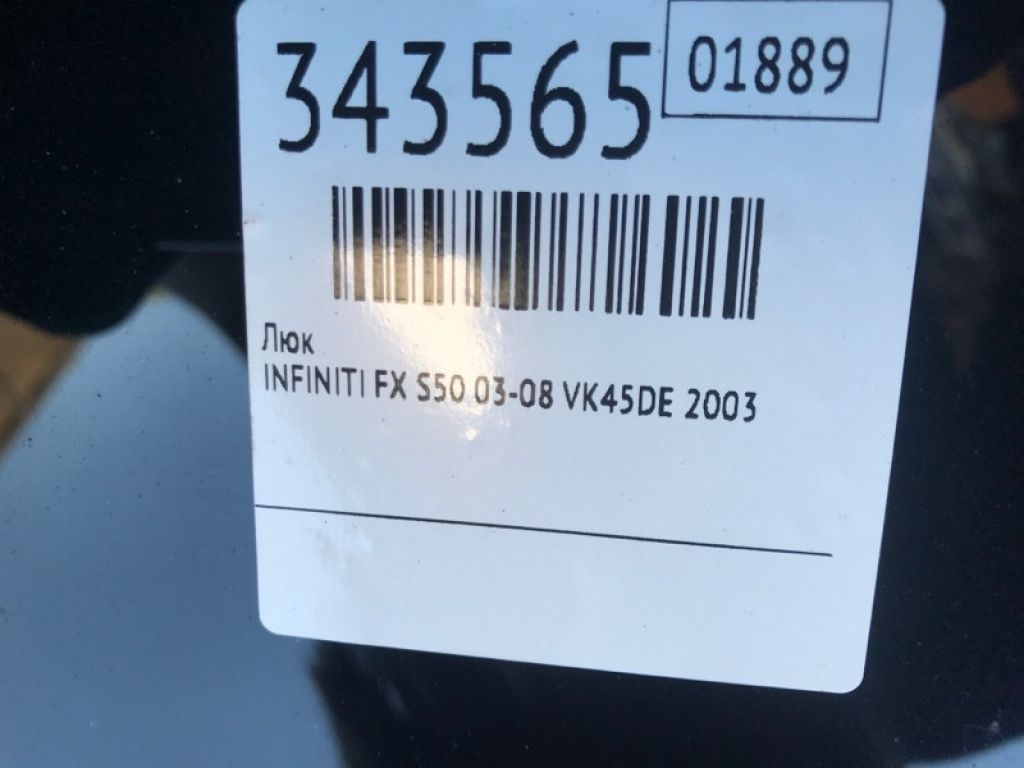 343565
01889
Люк
INFINITI FX S50 03-08 VK45DE 2003